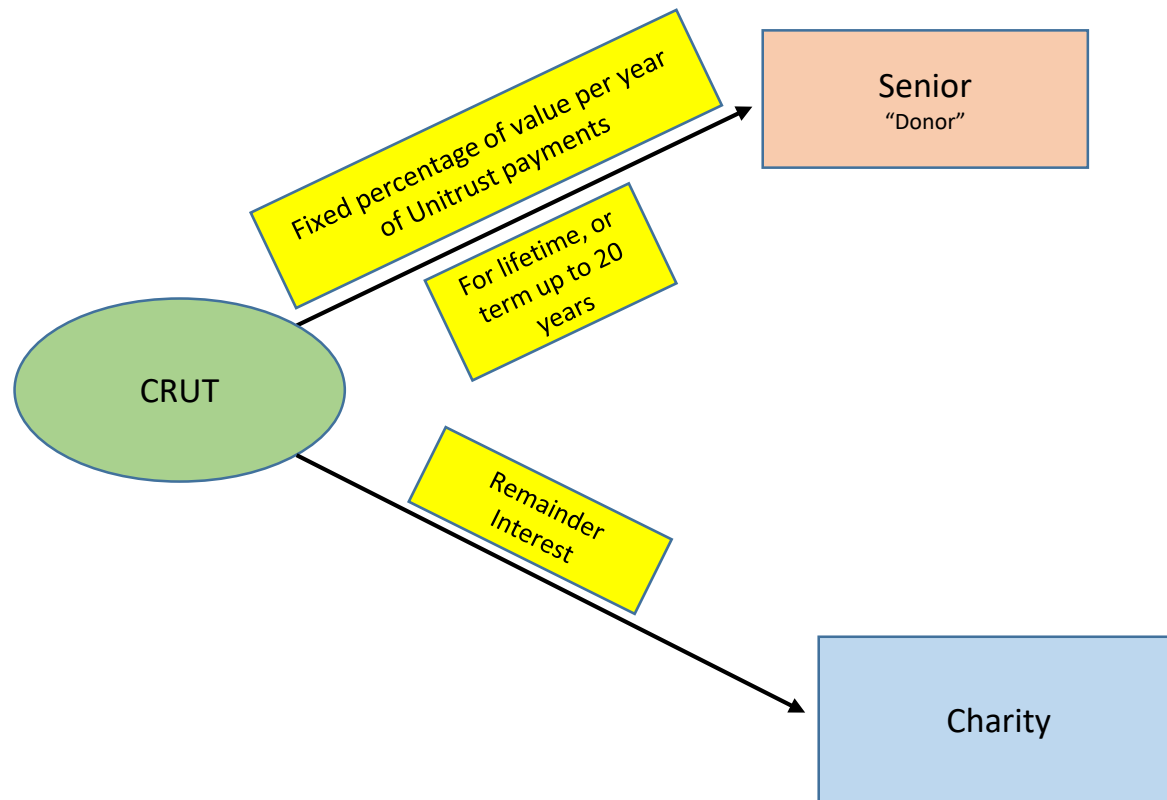 Senior
“Donor”
Fixed percentage of value per year
of Unitrust payments
For lifetime, or
term up to 20
years
CRUT
Remainder
Interest
Charity